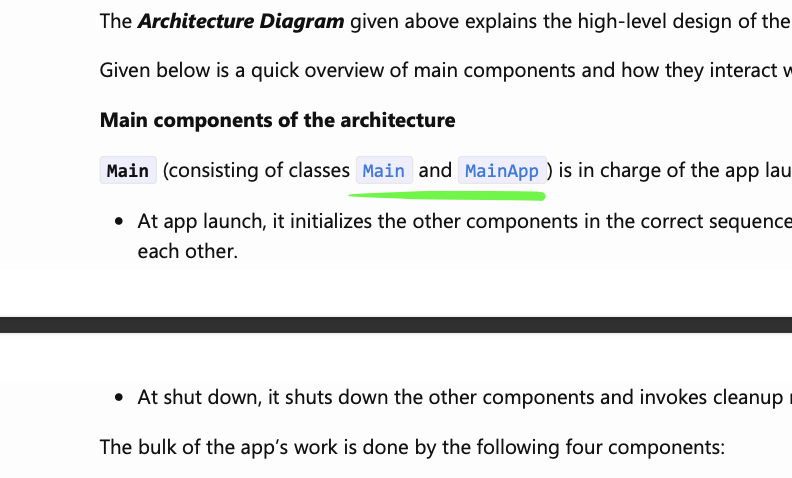 The Architecture Diagram given above explains the high-level design of the
Given below is a quick overview of main components and how they interact
Main components of the architecture
Main (consisting of classes Main and MainApp) is in charge of the app lau
• At app launch, it initializes the other components in the correct sequence
each other.
• At shut down, it shuts down the other components and invokes cleanup
The bulk of the app's work is done by the following four components: